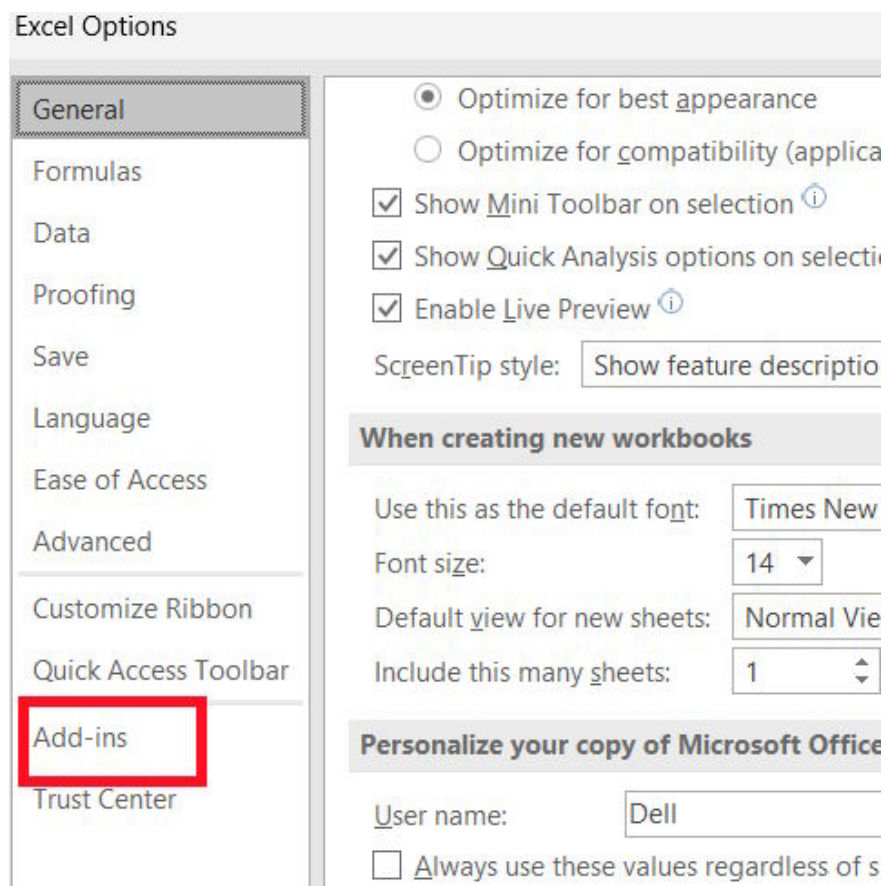 Excel Options
General
Formulas
Data
Proofing
Save
Language
Ease of Access
Advanced
Customize Ribbon
Quick Access Toolbar
Add-ins
Trust Center
Optimize for best appearance
Optimize for compatibility (applica
Show Mini Toolbar on selection
Show Quick Analysis options on selecti
Enable Live Preview
ScreenTip style: Show feature descriptio
When creating new workbooks
Use this as the default font: Times New
Font size: 14
Default view for new sheets: Normal Vie
Include this many sheets: 1
Personalize your copy of Microsoft Office
User name: Dell
Always use these values regardless of s